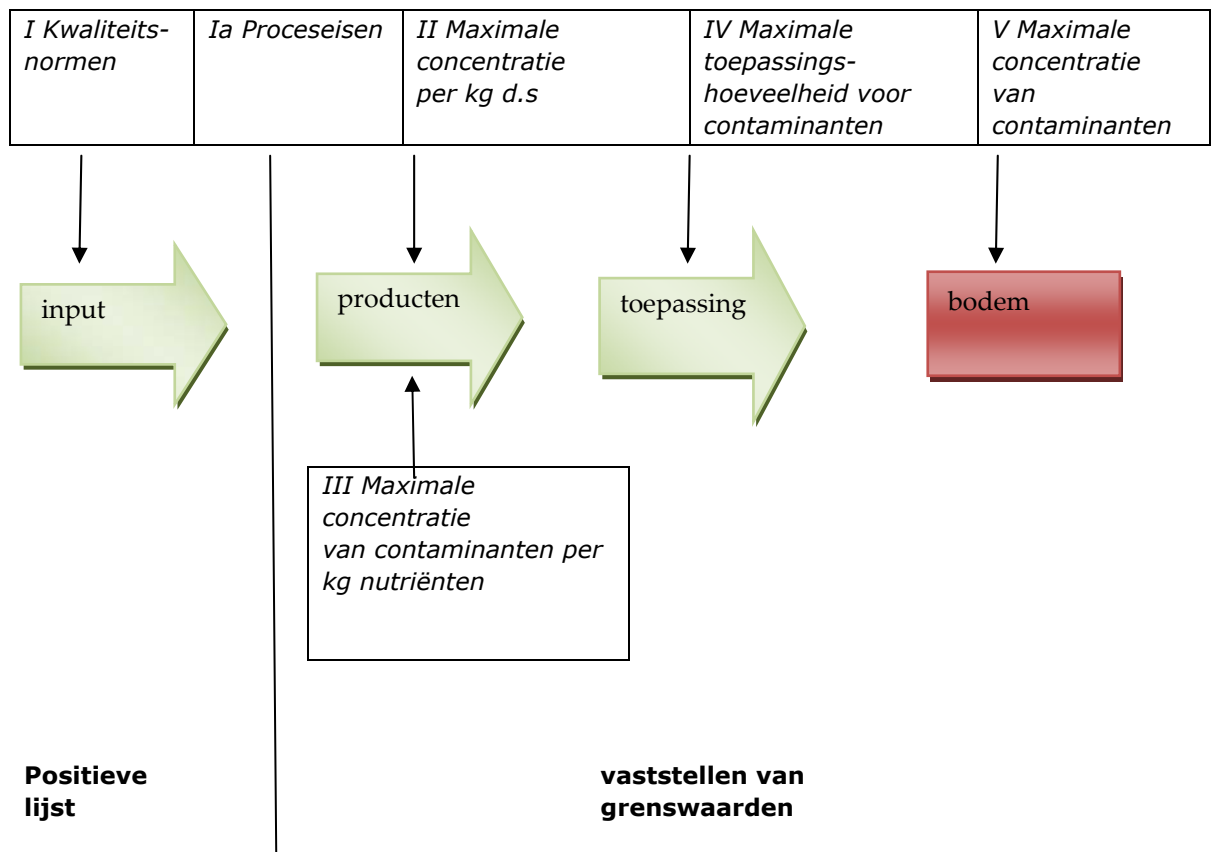 I Kwaliteits-
normen
Ia Proceseisen
II Maximale
concentratie
per kg d.s
IV Maximale
toepassings-
hoeveelheid voor
contaminanten
V Maximale
concentratie
van
contaminanten
input
producten
toepassing
bodem
III Maximale
concentratie
van contaminanten per
kg nutriënten
Positieve
lijst
vaststellen van
grenswaarden